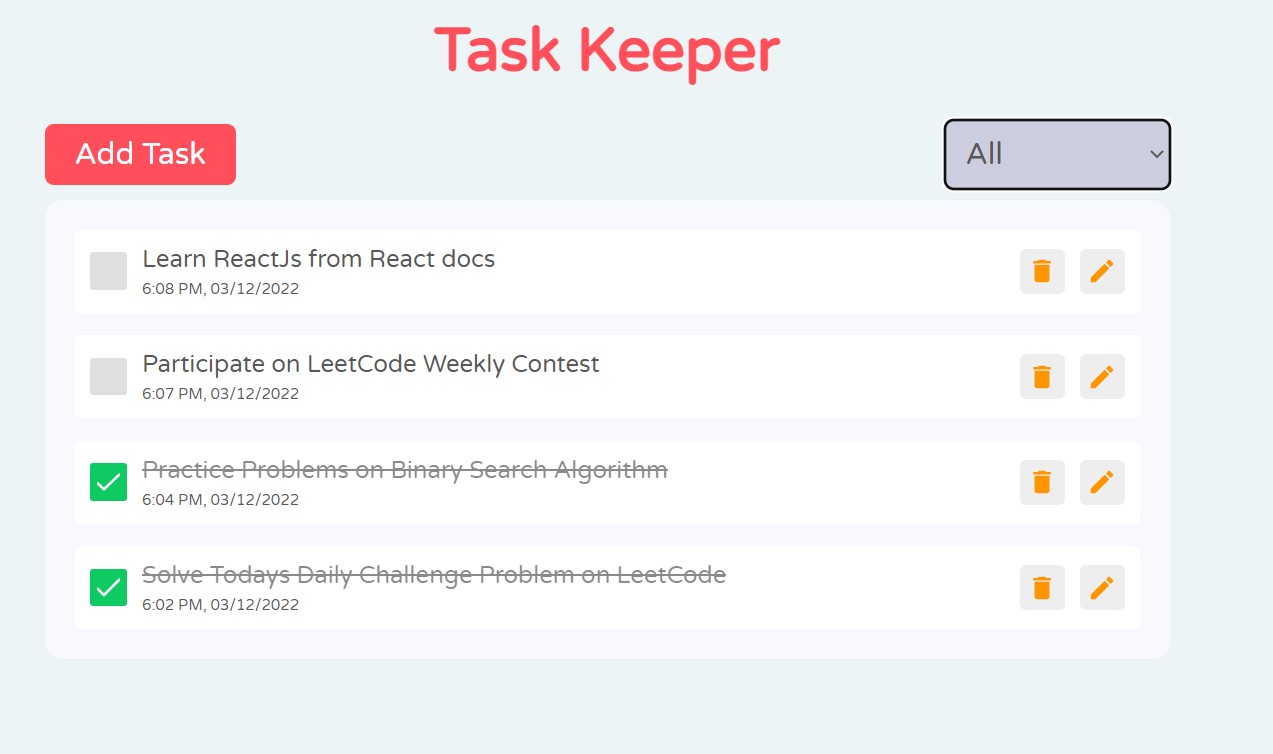 Task Keeper
Add Task
All
Learn ReactJs from React docs
6:08 PM, 03/12/2022
Participate on LeetCode Weekly Contest
6:07 PM, 03/12/2022
Practice Problems on Binary Search Algorithm
6:04 PM, 03/12/2022
Solve Todays Daily Challenge Problem on LeetCode
6:02 PM, 03/12/2022